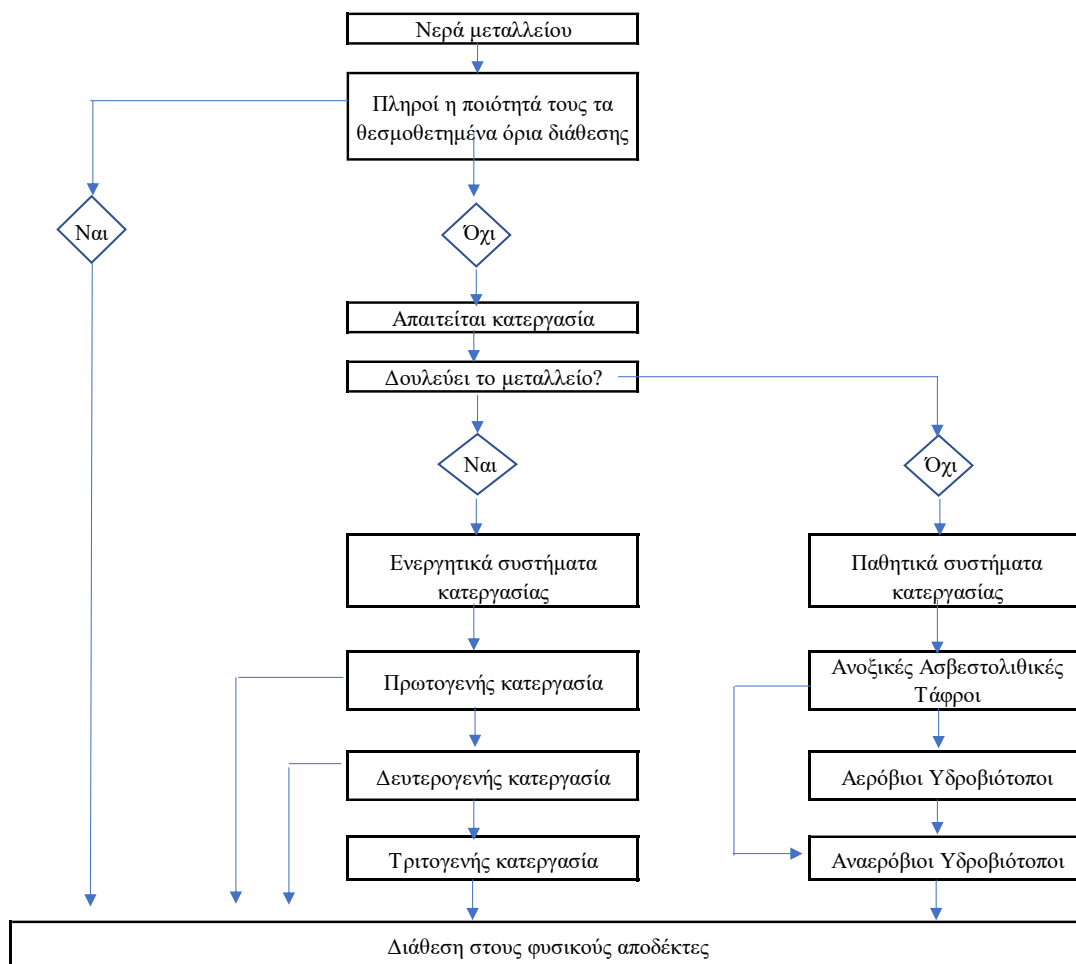 Νερά μεταλλείου
Πληροί η ποιότητά τους τα
θεσμοθετημένα όρια διάθεσης
Ναι
Όχι
Απαιτείται κατεργασία
Δουλεύει το μεταλλείο?
Ναι
Όχι
Ενεργητικά συστήματα
κατεργασίας
Παθητικά συστήματα
κατεργασίας
Πρωτογενής κατεργασία
Ανοξικές Ασβεστολιθικές
Τάφροι
Δευτερογενής κατεργασία
Αερόβιοι Υδροβιότοποι
Τριτογενής κατεργασία
Αναερόβιοι Υδροβιότοποι
Διάθεση στους φυσικούς αποδέκτες